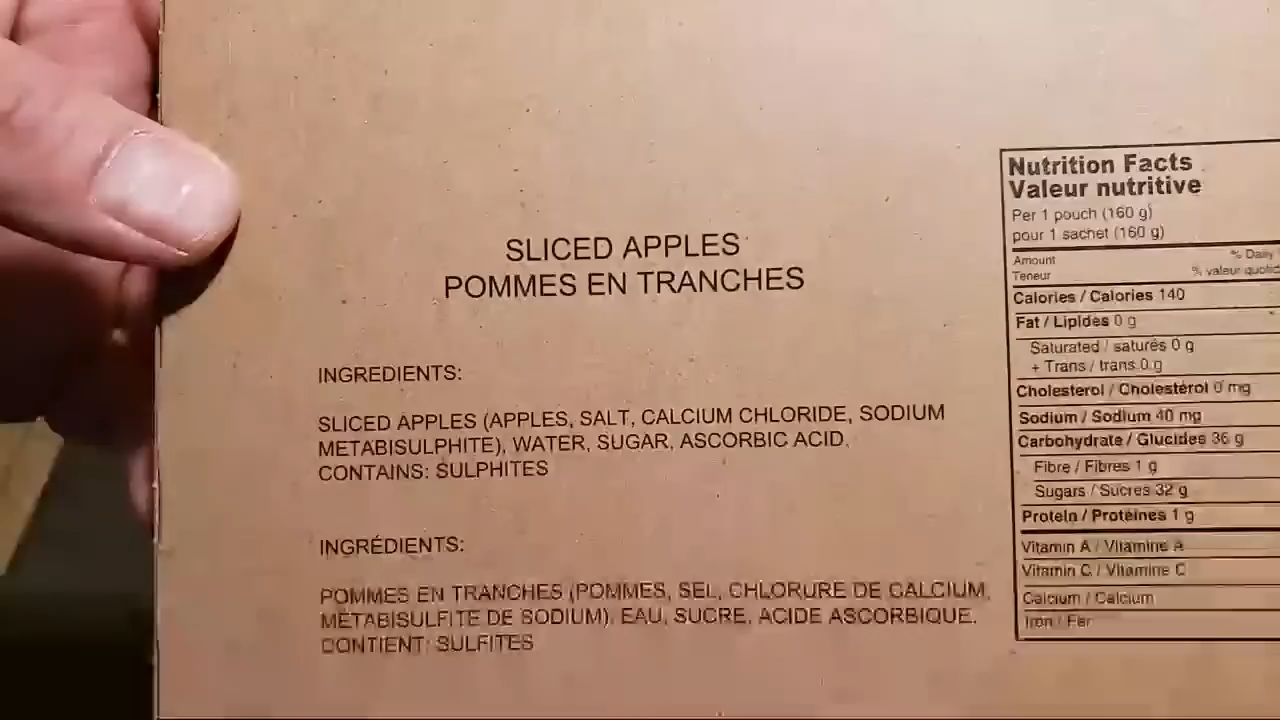 SLICED APPLES
POMMES EN TRANCHES
INGREDIENTS:
SLICED APPLES (APPLES, SALT, CALCIUM CHLORIDE, SODIUM
METABISULPHITE), WATER, SUGAR, ASCORBIC ACID.
CONTAINS: SULPHITES
INGRÉDIENTS:
POMMES EN TRANCHES (POMMES, SEL, CHLORURE DE CALCIUM,
MÉTABISULFITE DE SODIUM), EAU, SUCRE, ACIDE ASCORBIQUE.
CONTIENT: SULFITES
Nutrition Facts
Valeur nutritive
Per 1 pouch (160 g)
pour 1 sachet (160 g)
Amount % Daily
Teneur % valeur
Calories / Calories 140
Fat / Lipides 0 g
Saturated / saturés 0 g
+ Trans / trans 0 g
Cholesterol / Cholestérol 0 mg
Sodium / Sodium 40 mg
Carbohydrate / Glucides 36 g
Fibre / Fibres 1 g
Sugars / Sucres 32 g
Protein / Protéines 1 g
Vitamin A / Vitamine A
Vitamin C / Vitamine C
Calcium / Calcium
Iron / Fer